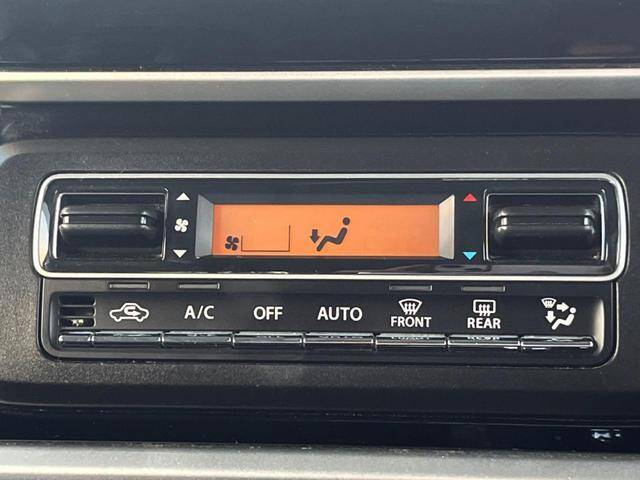 A/C OFF AUTO FRONT REAR